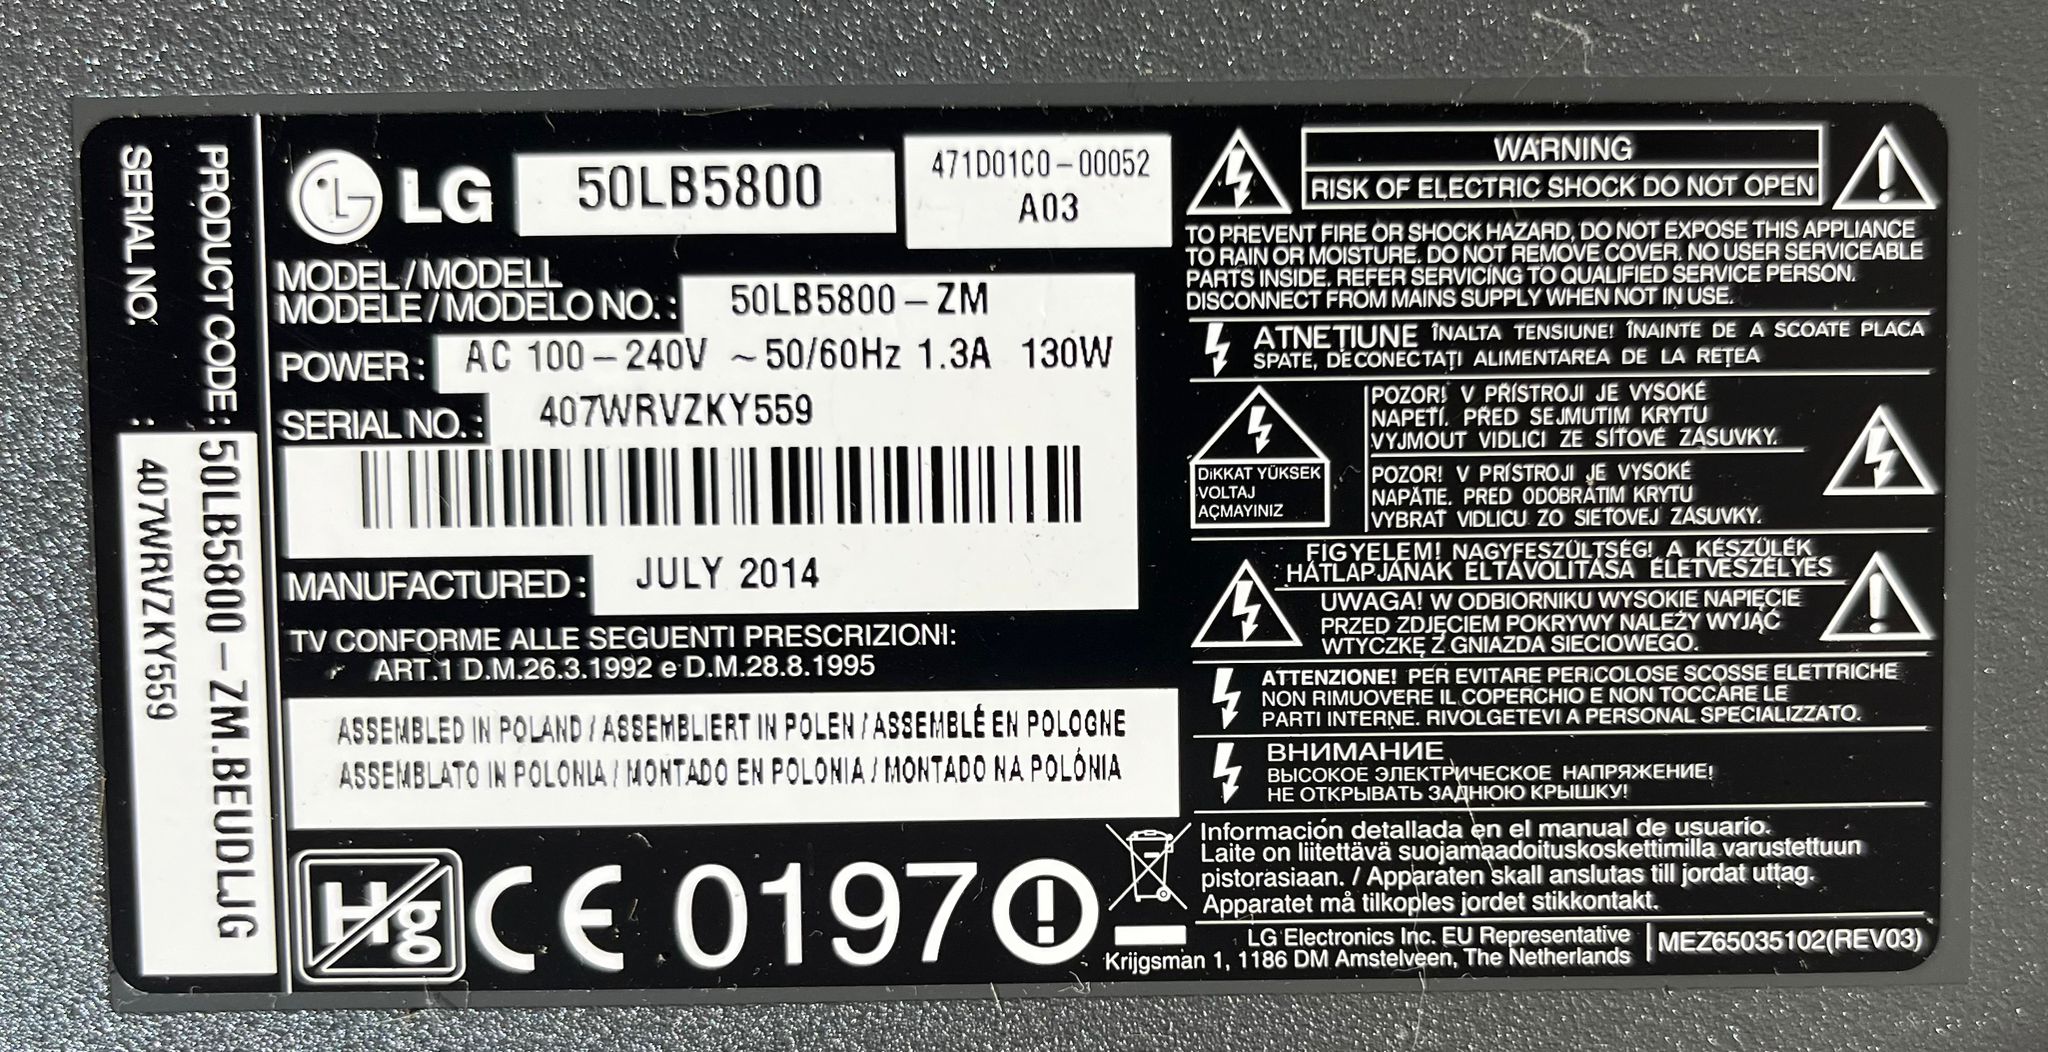 SERIAL NO. : 407WRVZKY559
PRODUCT CODE : 50LB5800-ZM.BEUDLJG
LG
50LB5800
471D01C0-00052
A03
MODEL/MODELL
MODELE/MODELO NO. : 50LB5800-ZM
POWER : AC 100-240V ~50/60Hz 1.3A 130W
SERIAL NO. : 407WRVZKY559
MANUFACTURED : JULY 2014
TV CONFORME ALLE SEGUENTI PRESCRIZIONI:
ART.1 D.M.26.3.1992 e D.M.28.8.1995
ASSEMBLED IN POLAND / ASSEMBLIERT IN POLEN / ASSEMBLÉ EN POLOGNE
ASSEMBLATO IN POLONIA / MONTADO EN POLONIA / MONTADO NA POLÓNIA
Hg CE 0197
WARNING
RISK OF ELECTRIC SHOCK DO NOT OPEN
TO PREVENT FIRE OR SHOCK HAZARD, DO NOT EXPOSE THIS APPLIANCE
TO RAIN OR MOISTURE. DO NOT REMOVE COVER. NO USER SERVICEABLE
PARTS INSIDE. REFER SERVICING TO QUALIFIED SERVICE PERSON.
DISCONNECT FROM MAINS SUPPLY WHEN NOT IN USE.
ATNEŢIUNE ÎNALTA TENSIUNE! ÎNAINTE DE A SCOATE PLACA
SPATE, DECONECTAŢI ALIMENTAREA DE LA REŢEA
DiKKAT YÜKSEK
VOLTAJ
AÇMAYINIZ
POZOR! V PŘÍSTROJI JE VYSOKÉ
NAPETÍ. PŘED SEJMUTIM KRYTU
VYJMOUT VIDLICI ZE SÍŤOVÉ ZÁSUVKY.
POZOR! V PRÍSTROJI JE VYSOKÉ
NAPÄTIE. PRED ODOBRATIM KRYTU
VYBRAŤ VIDLICU ZO SIEŤOVEJ ZÁSUVKY.
FIGYELEM! NAGYFESZÜLTSÉG! A KÉSZÜLÉK
HÁTLAPJÁNAK ELTÁVOLÍTÁSA ÉLETVESZÉLYES
UWAGA! W ODBIORNIKU WYSOKIE NAPIĘCIE
PRZED ZDJĘCIEM POKRYWY NALEŻY WYJĄĆ
WTYCZKĘ Z GNIAZDA SIECIOWEGO.
ATTENZIONE! PER EVITARE PERICOLOSE SCOSSE ELETTRICHE
NON RIMUOVERE IL COPERCHIO E NON TOCCARE LE
PARTI INTERNE. RIVOLGETEVI A PERSONAL SPECIALIZZATO.
ВНИМАНИЕ
ВЫСОКОЕ ЭЛЕКТРИЧЕСКОЕ НАПРЯЖЕНИЕ!
НЕ ОТКРЫВАТЬ ЗАДНЮЮ КРЫШКУ!
Información detallada en el manual de usuario.
Laite on liitettävä suojamaadoituskoskettimilla varustettuun
pistorasiaan. / Apparaten skall anslutas till jordat uttag.
Apparatet må tilkoples jordet stikkontakt.
LG Electronics Inc. EU Representative
Krijgsman 1, 1186 DM Amstelveen, The Netherlands
MEZ65035102(REV03)